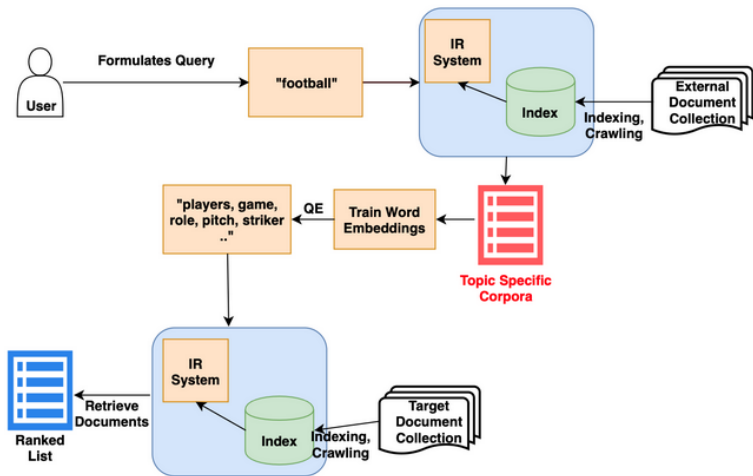 Formulates Query
User
"football"
IR
System
Index
Indexing,
Crawling
External
Document
Collection
"players, game,
role, pitch, striker
.."
QE
Train Word
Embeddings
Topic Specific
Corpora
IR
System
Index
Indexing,
Crawling
Target
Document
Collection
Retrieve
Documents
Ranked
List